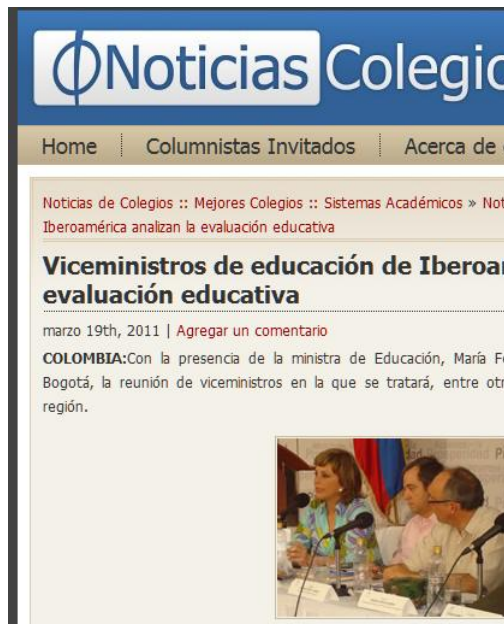 Noticias Colegio
Home Columnistas Invitados Acerca de
Noticias de Colegios :: Mejores Colegios :: Sistemas Académicos » Not
Iberoamérica analizan la evaluación educativa
Viceministros de educación de Iberoa
evaluación educativa
marzo 19th, 2011 | Agregar un comentario
COLOMBIA:Con la presencia de la ministra de Educación, María F
Bogotá, la reunión de viceministros en la que se tratará, entre otr
región.